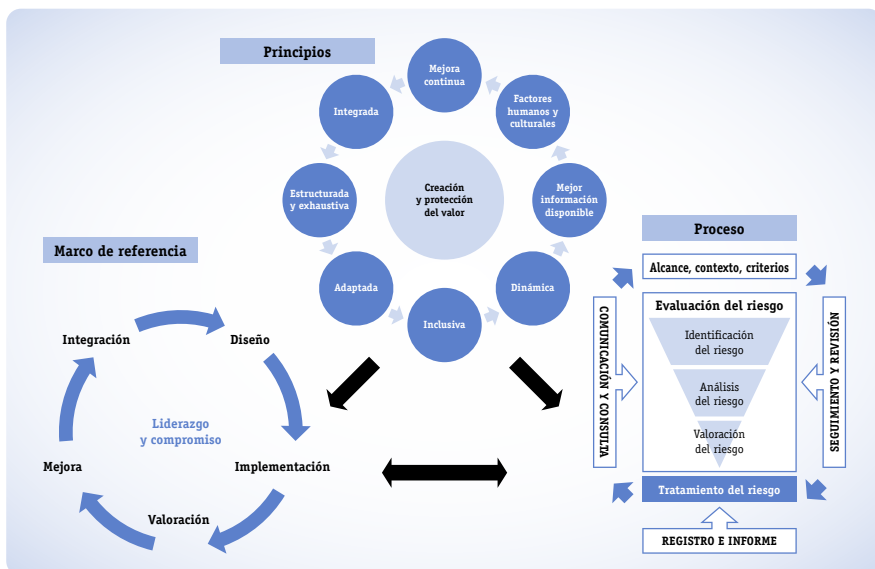 Principios
Mejora
continua
Integrada
Factores
humanos y
culturales
Estructurada
y exhaustiva
Creación
y protección
del valor
Mejor
información
disponible
Adaptada
Dinámica
Inclusiva
Marco de referencia
Integración
Diseño
Liderazgo
y compromiso
Mejora
Implementación
Valoración
Proceso
Alcance, contexto, criterios
COMUNICACIÓN Y CONSULTA
Evaluación del riesgo
Identificación
del riesgo
Análisis
del riesgo
Valoración
del riesgo
SEGUIMIENTO Y REVISIÓN
Tratamiento del riesgo
REGISTRO E INFORME